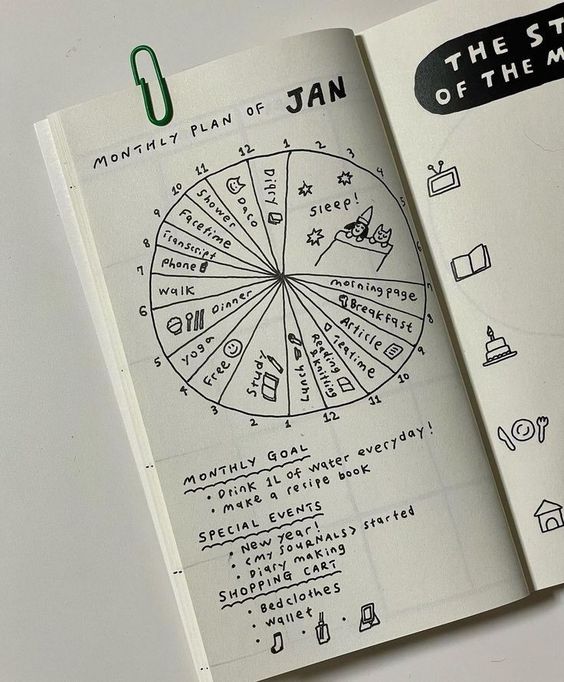 MONTHLY PLAN OF JAN
12
1
2
3
4
5
6
7
8
9
10
11
12
1
2
3
4
5
6
7
8
9
10
11
Sleep!
morning page
Breakfast
Article
Teatime
Reading & Knitting
Lunch
Study
Free
Yoga
Dinner
Walk
Phone
Transcript
Facetime
Shower
Daco
Diary
MONTHLY GOAL
• Drink 1L of water everyday!
• make a recipe book
SPECIAL EVENTS
• New year!
• <MY JOURNALS> started
• Diary making
SHOPPING CART
• Bedclothes
• wallet
THE ST
OF THE M